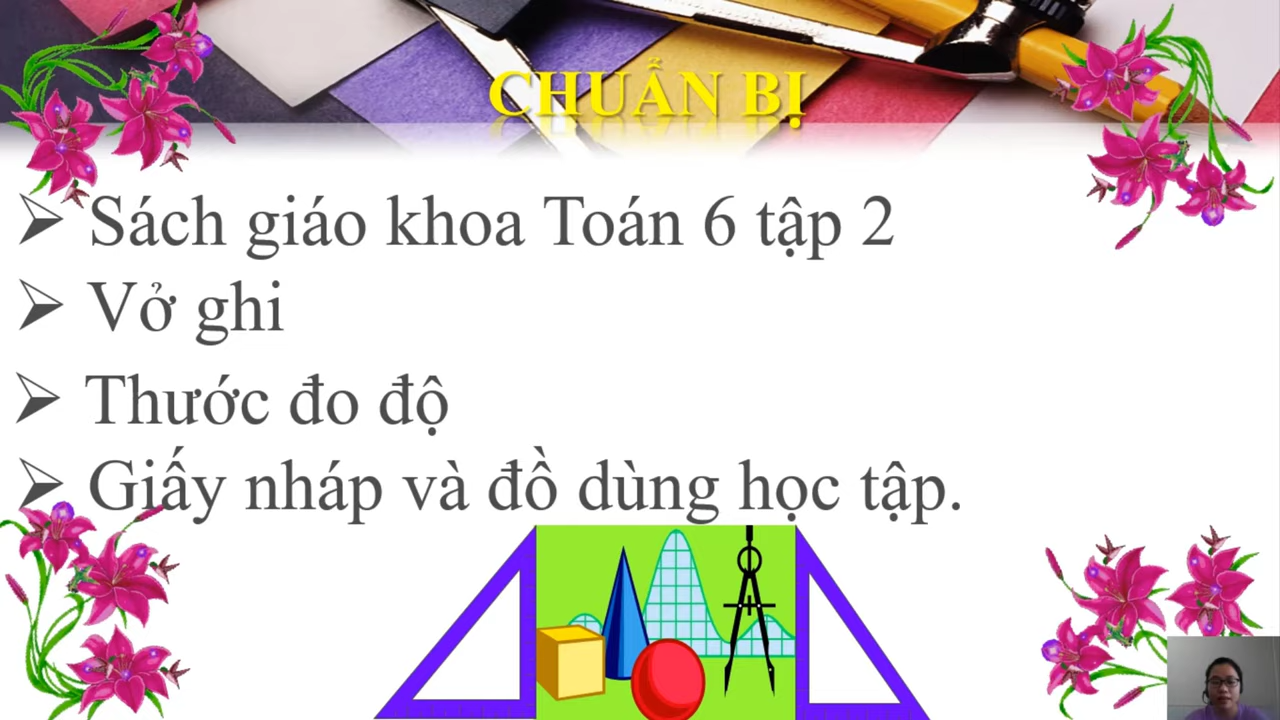 CHUẨN BỊ
Sách giáo khoa Toán 6 tập 2
Vở ghi
Thước đo độ
Giấy nháp và đồ dùng học tập.